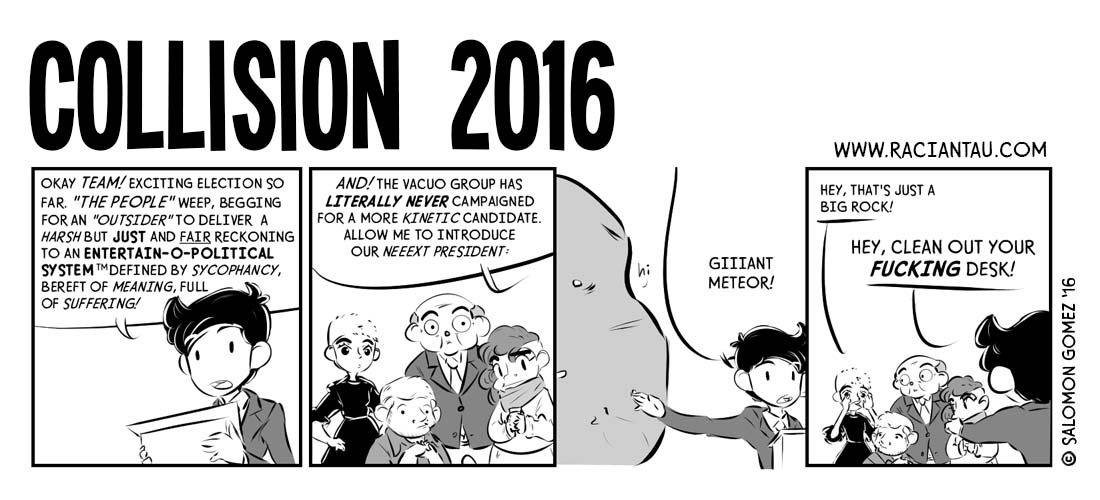 COLLISION 2016
WWW.RACIANTAU.COM
OKAY TEAM! EXCITING ELECTION SO
FAR. "THE PEOPLE" WEEP, BEGGING
FOR AN "OUTSIDER" TO DELIVER A
HARSH BUT JUST AND FAIR RECKONING
TO AN ENTERTAIN-O-POLITICAL
SYSTEM™ DEFINED BY SYCOPHANCY,
BEREFT OF MEANING, FULL
OF SUFFERING!
AND! THE VACUO GROUP HAS
LITERALLY NEVER CAMPAIGNED
FOR A MORE KINETIC CANDIDATE.
ALLOW ME TO INTRODUCE
OUR NEEEXT PRESIDENT:
hi
GIIIANT
METEOR!
HEY, THAT'S JUST A
BIG ROCK!
HEY, CLEAN OUT YOUR
FUCKING DESK!
© SALOMON GOMEZ '16